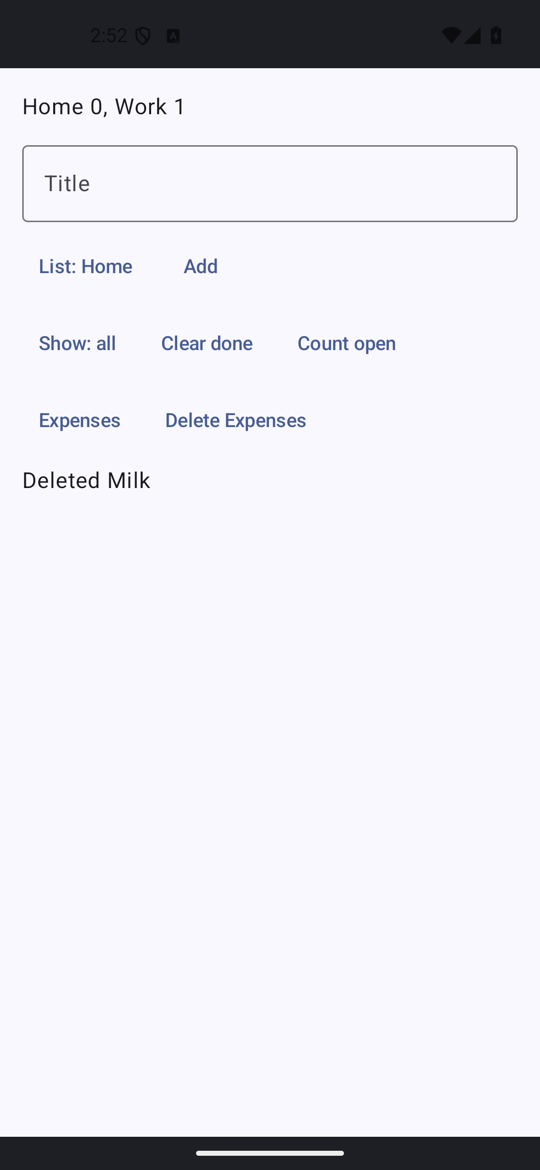 2:52
Home 0, Work 1
Title
List: Home Add
Show: all Clear done Count open
Expenses Delete Expenses
Deleted Milk